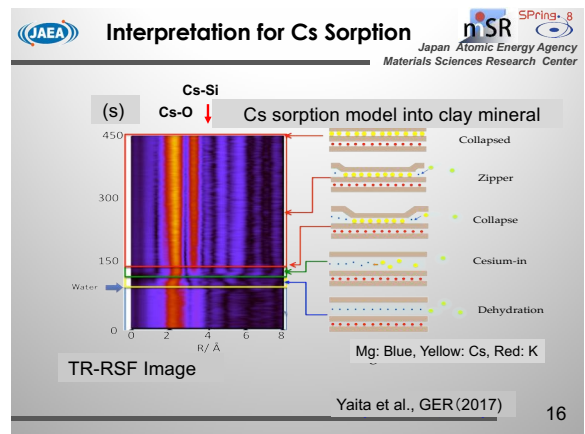 JAEA
Interpretation for Cs Sorption
mSR
SPring. 8
Japan Atomic Energy Agency
Materials Sciences Research Center
Cs-Si
(s)
Cs-O
Cs sorption model into clay mineral
450
300
150
Water
0
0 2 4 6 8
R/ Å
Collapsed
Zipper
Collapse
Cesium-in
Dehydration
Mg: Blue, Yellow: Cs, Red: K
TR-RSF Image
Yaita et al., GER(2017)
16